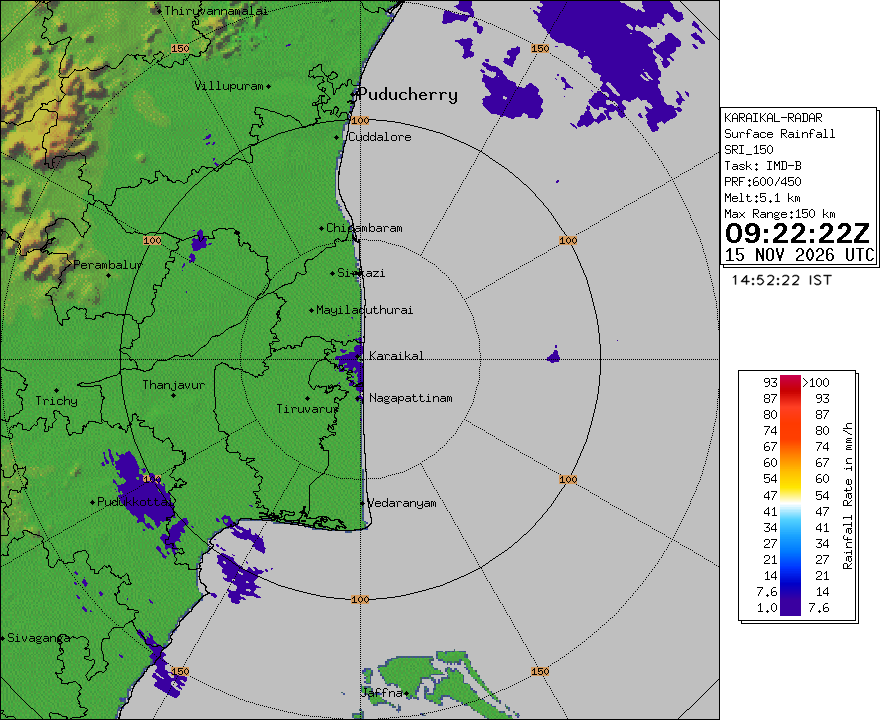 Thiruvannamalai
150
150
Villupuram
Puducherry
100
Cuddalore
Chidambaram
100
100
Perambalur
Sirkazi
Mayiladuthurai
Karaikal
Thanjavur
Trichy
Tiruvarur
Nagapattinam
100
100
Pudukkottai
Vedaranyam
100
Sivaganga
150
150
Jaffna
KARAIKAL-RADAR
Surface Rainfall
SRI_150
Task: IMD-B
PRF:600/450
Melt:5.1 km
Max Range:150 km
09:22:22Z
15 NOV 2026 UTC
14:52:22 IST
93 >100
87 93
80 87
74 80
67 74
60 67
54 60
47 54
41 47
34 41
27 34
21 27
14 21
7.6 14
1.0 7.6
Rainfall Rate in mm/h